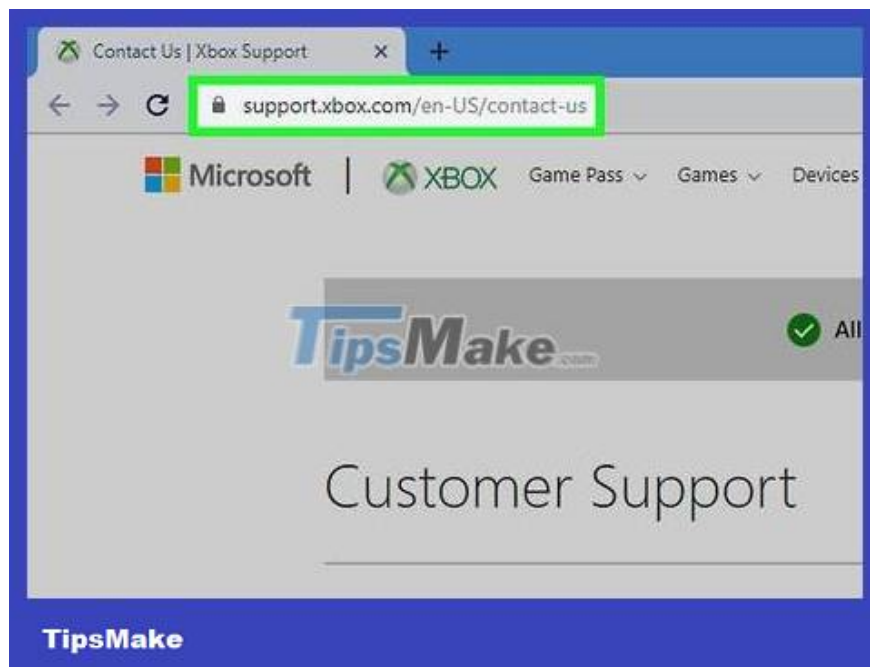 Contact Us | Xbox Support
support.xbox.com/en-US/contact-us
Microsoft | XBOX Game Pass Games Devices
TipsMake.com
All
Customer Support
TipsMake